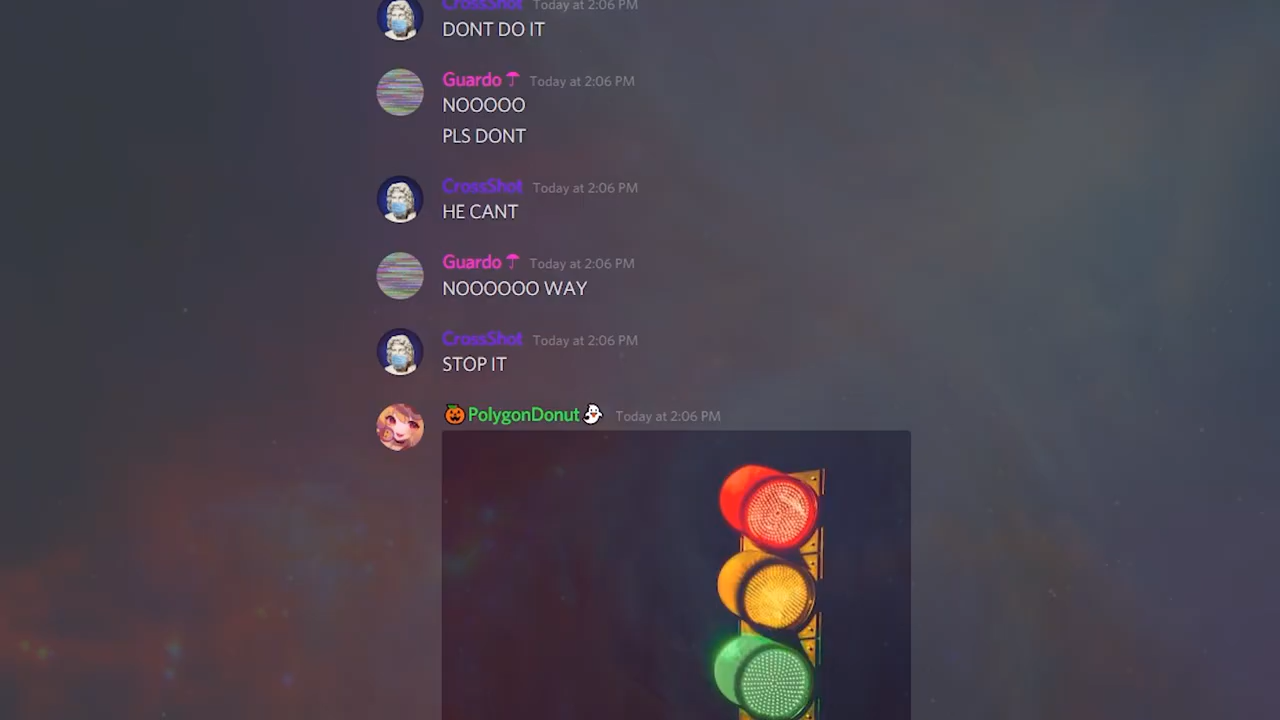 CrossShot Today at 2:06 PM
DONT DO IT
Guardo Today at 2:06 PM
NOOOOO
PLS DONT
CrossShot Today at 2:06 PM
HE CANT
Guardo Today at 2:06 PM
NOOOOOO WAY
CrossShot Today at 2:06 PM
STOP IT
PolygonDonut Today at 2:06 PM